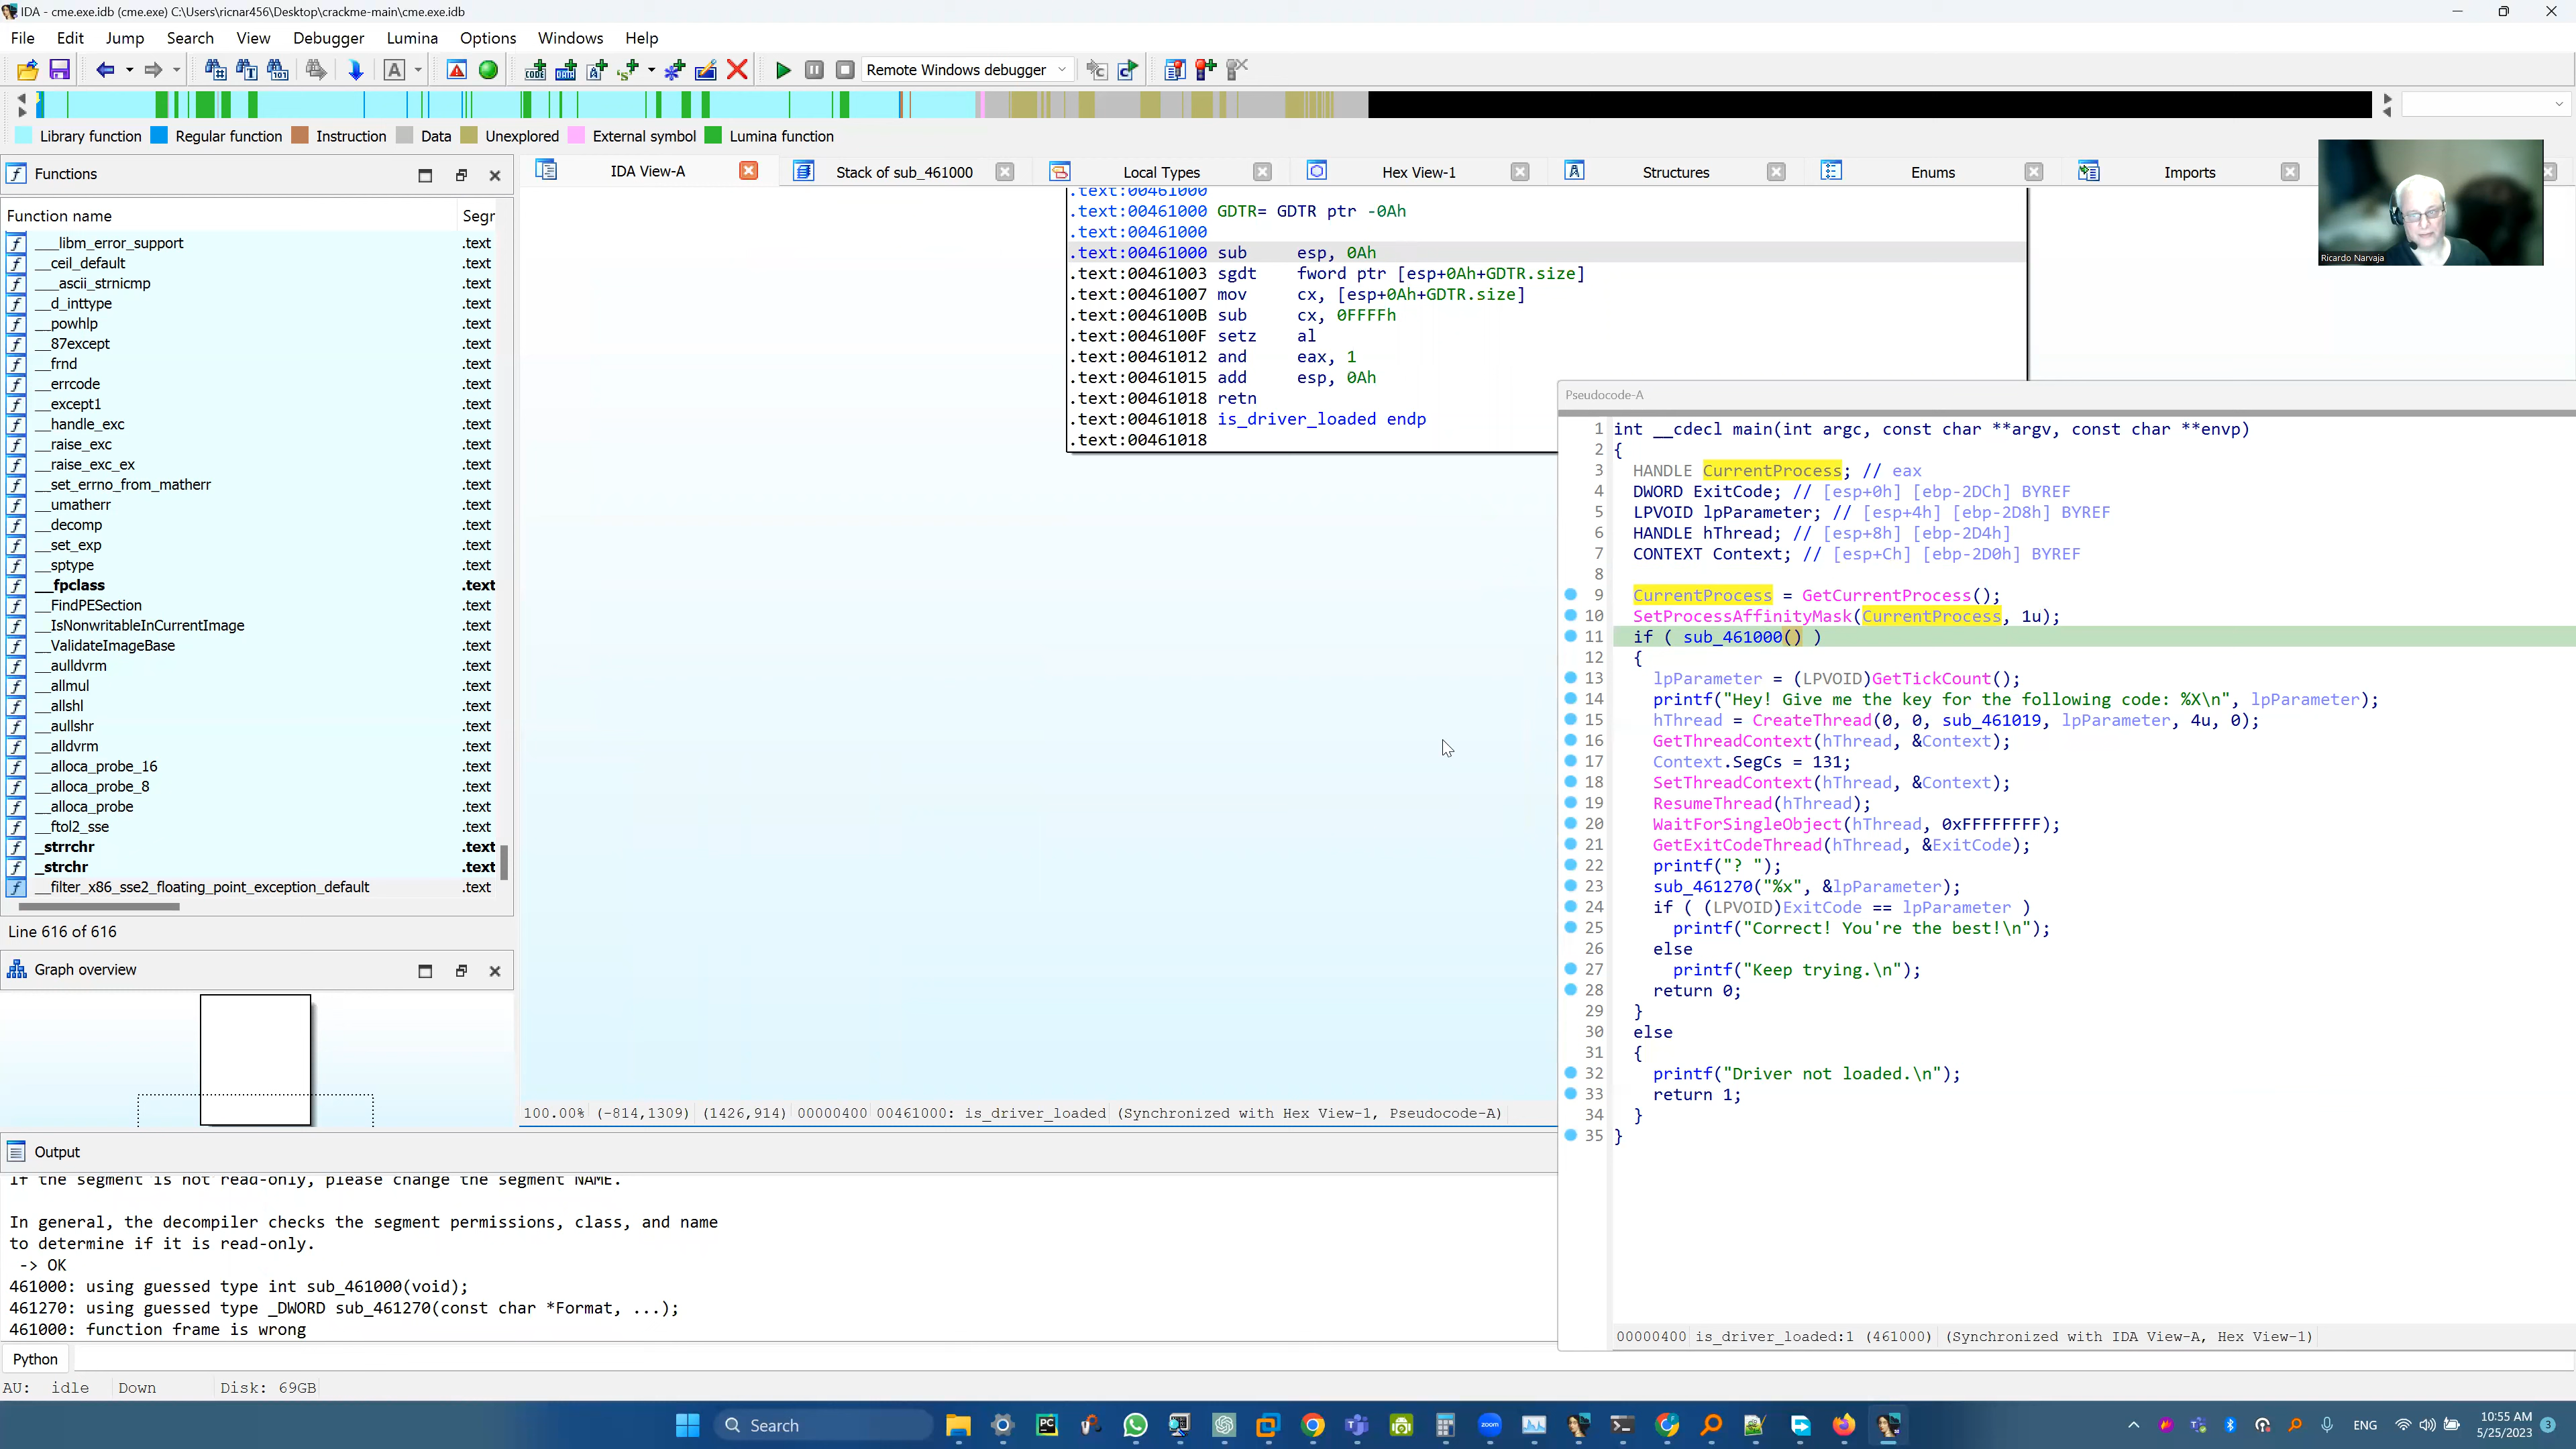 IDA - cme.exe.idb (cme.exe) C:\Users\ricnar456\Desktop\crackme-main\cme.exe.idb
File Edit Jump Search View Debugger Lumina Options Windows Help
Remote Windows debugger
Library function Regular function Instruction Data Unexplored External symbol Lumina function
Functions
Function name Segr
___libm_error_support .text
__ceil_default .text
___ascii_strnicmp .text
__d_inttype .text
__powhlp .text
__87except .text
__frnd .text
__errcode .text
__except1 .text
__handle_exc .text
__raise_exc .text
__raise_exc_ex .text
__set_errno_from_matherr .text
__umatherr .text
__decomp .text
__set_exp .text
__sptype .text
__fpclass .text
__FindPESection .text
__IsNonwritableInCurrentImage .text
__ValidateImageBase .text
__aulldvrm .text
__allmul .text
__allshl .text
__aullshr .text
__alldvrm .text
__alloca_probe_16 .text
__alloca_probe_8 .text
__alloca_probe .text
__ftol2_sse .text
_strrchr .text
_strchr .text
__filter_x86_sse2_floating_point_exception_default .text
Line 616 of 616
Graph overview
IDA View-A Stack of sub_461000 Local Types Hex View-1 Structures Enums Imports
.text:00461000
.text:00461000 GDTR= GDTR ptr -0Ah
.text:00461000
.text:00461000 sub esp, 0Ah
.text:00461003 sgdt fword ptr [esp+0Ah+GDTR.size]
.text:00461007 mov cx, [esp+0Ah+GDTR.size]
.text:0046100B sub cx, 0FFFFh
.text:0046100F setz al
.text:00461012 and eax, 1
.text:00461015 add esp, 0Ah
.text:00461018 retn
.text:00461018 is_driver_loaded endp
.text:00461018
100.00% (-814,1309) (1426,914) 00000400 00461000: is_driver_loaded (Synchronized with Hex View-1, Pseudocode-A)
Ricardo Narvaja
Pseudocode-A
1 int __cdecl main(int argc, const char **argv, const char **envp)
2 {
3 HANDLE CurrentProcess; // eax
4 DWORD ExitCode; // [esp+0h] [ebp-2DCh] BYREF
5 LPVOID lpParameter; // [esp+4h] [ebp-2D8h] BYREF
6 HANDLE hThread; // [esp+8h] [ebp-2D4h]
7 CONTEXT Context; // [esp+Ch] [ebp-2D0h] BYREF
8
9 CurrentProcess = GetCurrentProcess();
10 SetProcessAffinityMask(CurrentProcess, 1u);
11 if ( sub_461000() )
12 {
13 lpParameter = (LPVOID)GetTickCount();
14 printf("Hey! Give me the key for the following code: %X\n", lpParameter);
15 hThread = CreateThread(0, 0, sub_461019, lpParameter, 4u, 0);
16 GetThreadContext(hThread, &Context);
17 Context.SegCs = 131;
18 SetThreadContext(hThread, &Context);
19 ResumeThread(hThread);
20 WaitForSingleObject(hThread, 0xFFFFFFFF);
21 GetExitCodeThread(hThread, &ExitCode);
22 printf("? ");
23 sub_461270("%x", &lpParameter);
24 if ( (LPVOID)ExitCode == lpParameter )
25 printf("Correct! You're the best!\n");
26 else
27 printf("Keep trying.\n");
28 return 0;
29 }
30 else
31 {
32 printf("Driver not loaded.\n");
33 return 1;
34 }
35 }
00000400 is_driver_loaded:1 (461000) (Synchronized with IDA View-A, Hex View-1)
Output
If the segment is not read-only, please change the segment NAME.
In general, the decompiler checks the segment permissions, class, and name
to determine if it is read-only.
-> OK
461000: using guessed type int sub_461000(void);
461270: using guessed type _DWORD sub_461270(const char *Format, ...);
461000: function frame is wrong
Python
AU: idle Down Disk: 69GB
Search
ENG
10:55 AM
5/25/2023
3